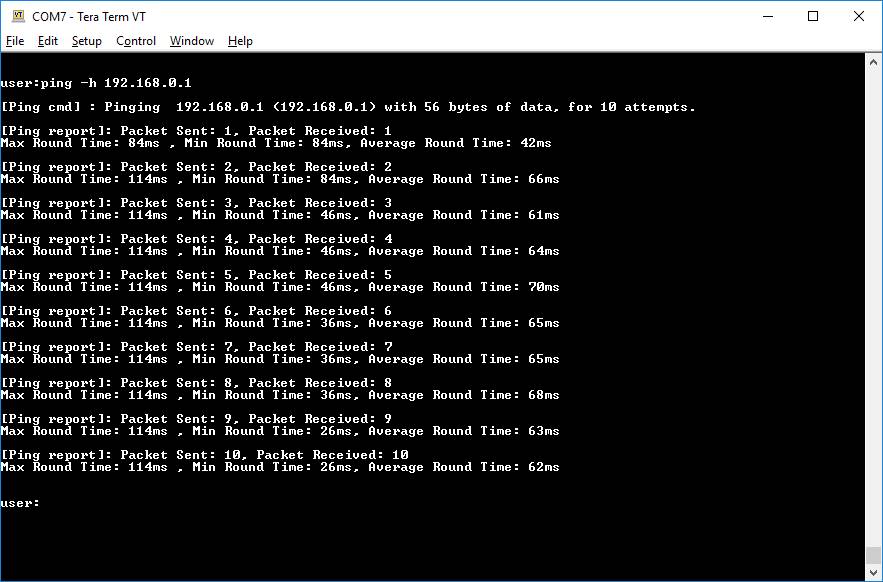 COM7 - Tera Term VT
File Edit Setup Control Window Help
user:ping -h 192.168.0.1
[Ping cmd] : Pinging  192.168.0.1 (192.168.0.1) with 56 bytes of data, for 10 attempts.
[Ping report]: Packet Sent: 1, Packet Received: 1
Max Round Time: 84ms , Min Round Time: 84ms, Average Round Time: 42ms
[Ping report]: Packet Sent: 2, Packet Received: 2
Max Round Time: 114ms , Min Round Time: 84ms, Average Round Time: 66ms
[Ping report]: Packet Sent: 3, Packet Received: 3
Max Round Time: 114ms , Min Round Time: 46ms, Average Round Time: 61ms
[Ping report]: Packet Sent: 4, Packet Received: 4
Max Round Time: 114ms , Min Round Time: 46ms, Average Round Time: 64ms
[Ping report]: Packet Sent: 5, Packet Received: 5
Max Round Time: 114ms , Min Round Time: 46ms, Average Round Time: 70ms
[Ping report]: Packet Sent: 6, Packet Received: 6
Max Round Time: 114ms , Min Round Time: 36ms, Average Round Time: 65ms
[Ping report]: Packet Sent: 7, Packet Received: 7
Max Round Time: 114ms , Min Round Time: 36ms, Average Round Time: 65ms
[Ping report]: Packet Sent: 8, Packet Received: 8
Max Round Time: 114ms , Min Round Time: 36ms, Average Round Time: 68ms
[Ping report]: Packet Sent: 9, Packet Received: 9
Max Round Time: 114ms , Min Round Time: 26ms, Average Round Time: 63ms
[Ping report]: Packet Sent: 10, Packet Received: 10
Max Round Time: 114ms , Min Round Time: 26ms, Average Round Time: 62ms
user: